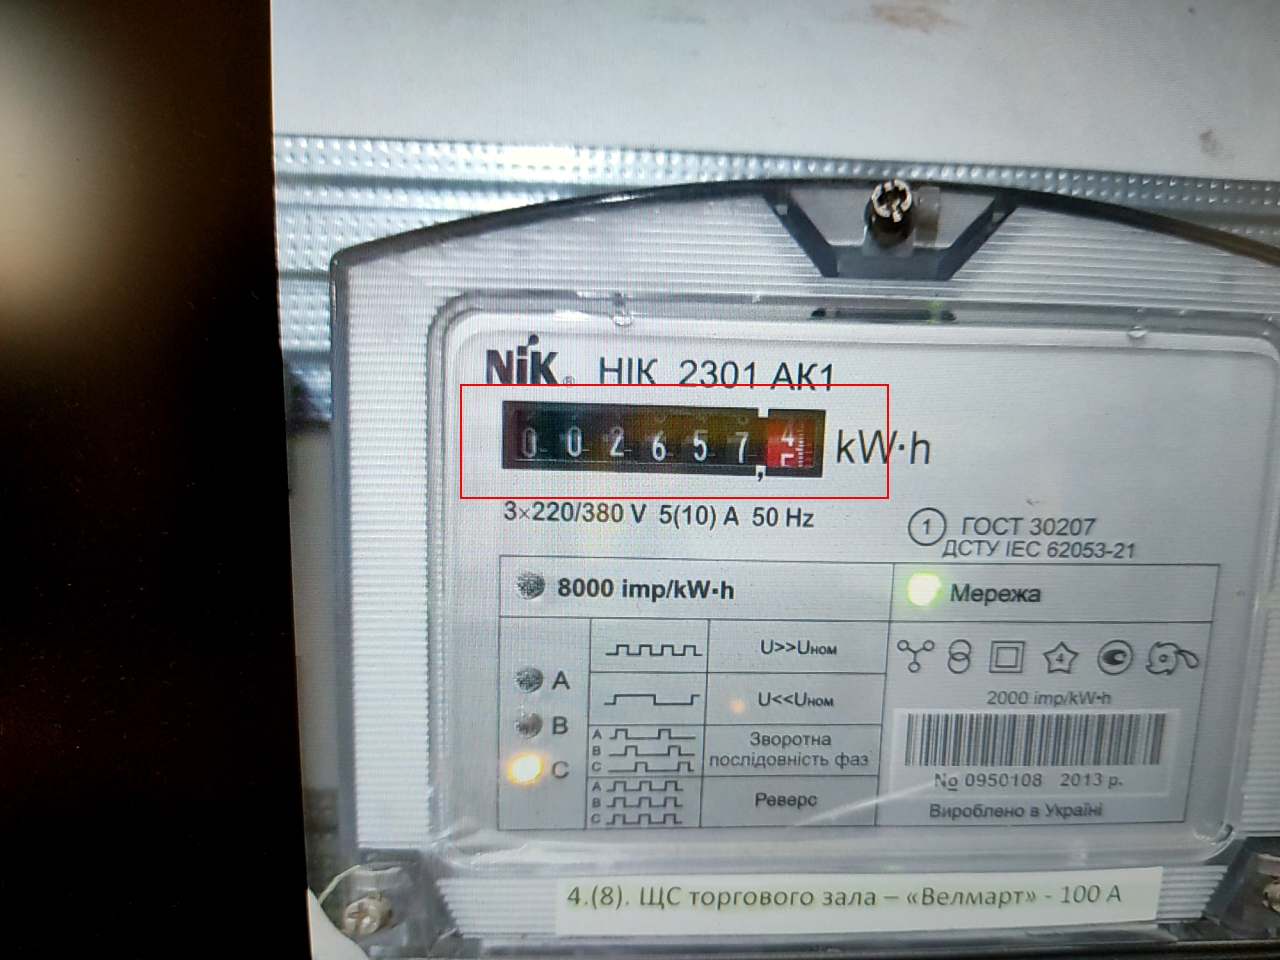 NiK® НІК 2301 АК1
002657,4 kW·h
3×220/380 V 5(10) A 50 Hz
1 ГОСТ 30207
ДСТУ IEC 62053-21
8000 imp/kW·h
Мережа
A
B
C
U>>Uном
U<<Uном
A
B
C
Зворотна
послідовність фаз
A
B
C
Реверс
4
2000 imp/kW·h
№ 0950108 2013 р.
Вироблено в Україні
4.(8). ЩС торгового зала – «Велмарт» - 100 А